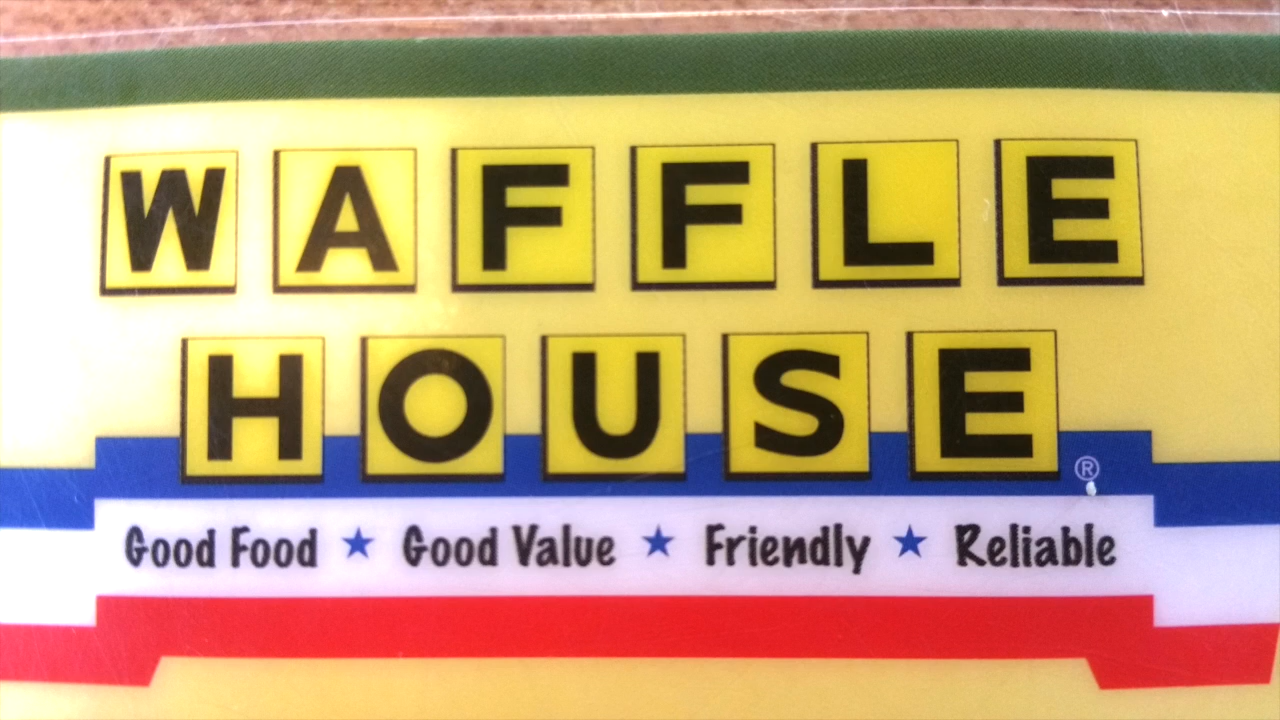 WAFFLE
HOUSE ®
Good Food ★ Good Value ★ Friendly ★ Reliable